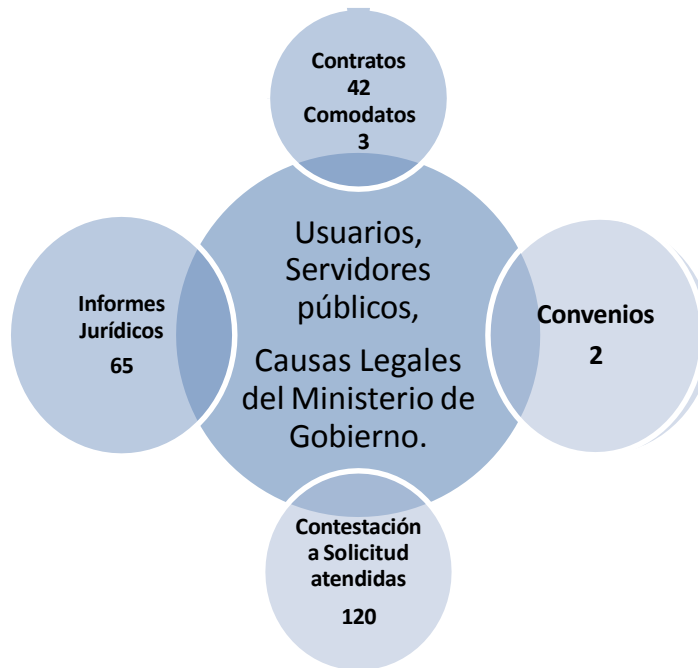 Contratos
42
Comodatos
3
Usuarios,
Servidores
públicos,
Causas Legales
del Ministerio de
Gobierno.
Informes
Jurídicos
65
Convenios
2
Contestación
a Solicitud
atendidas
120